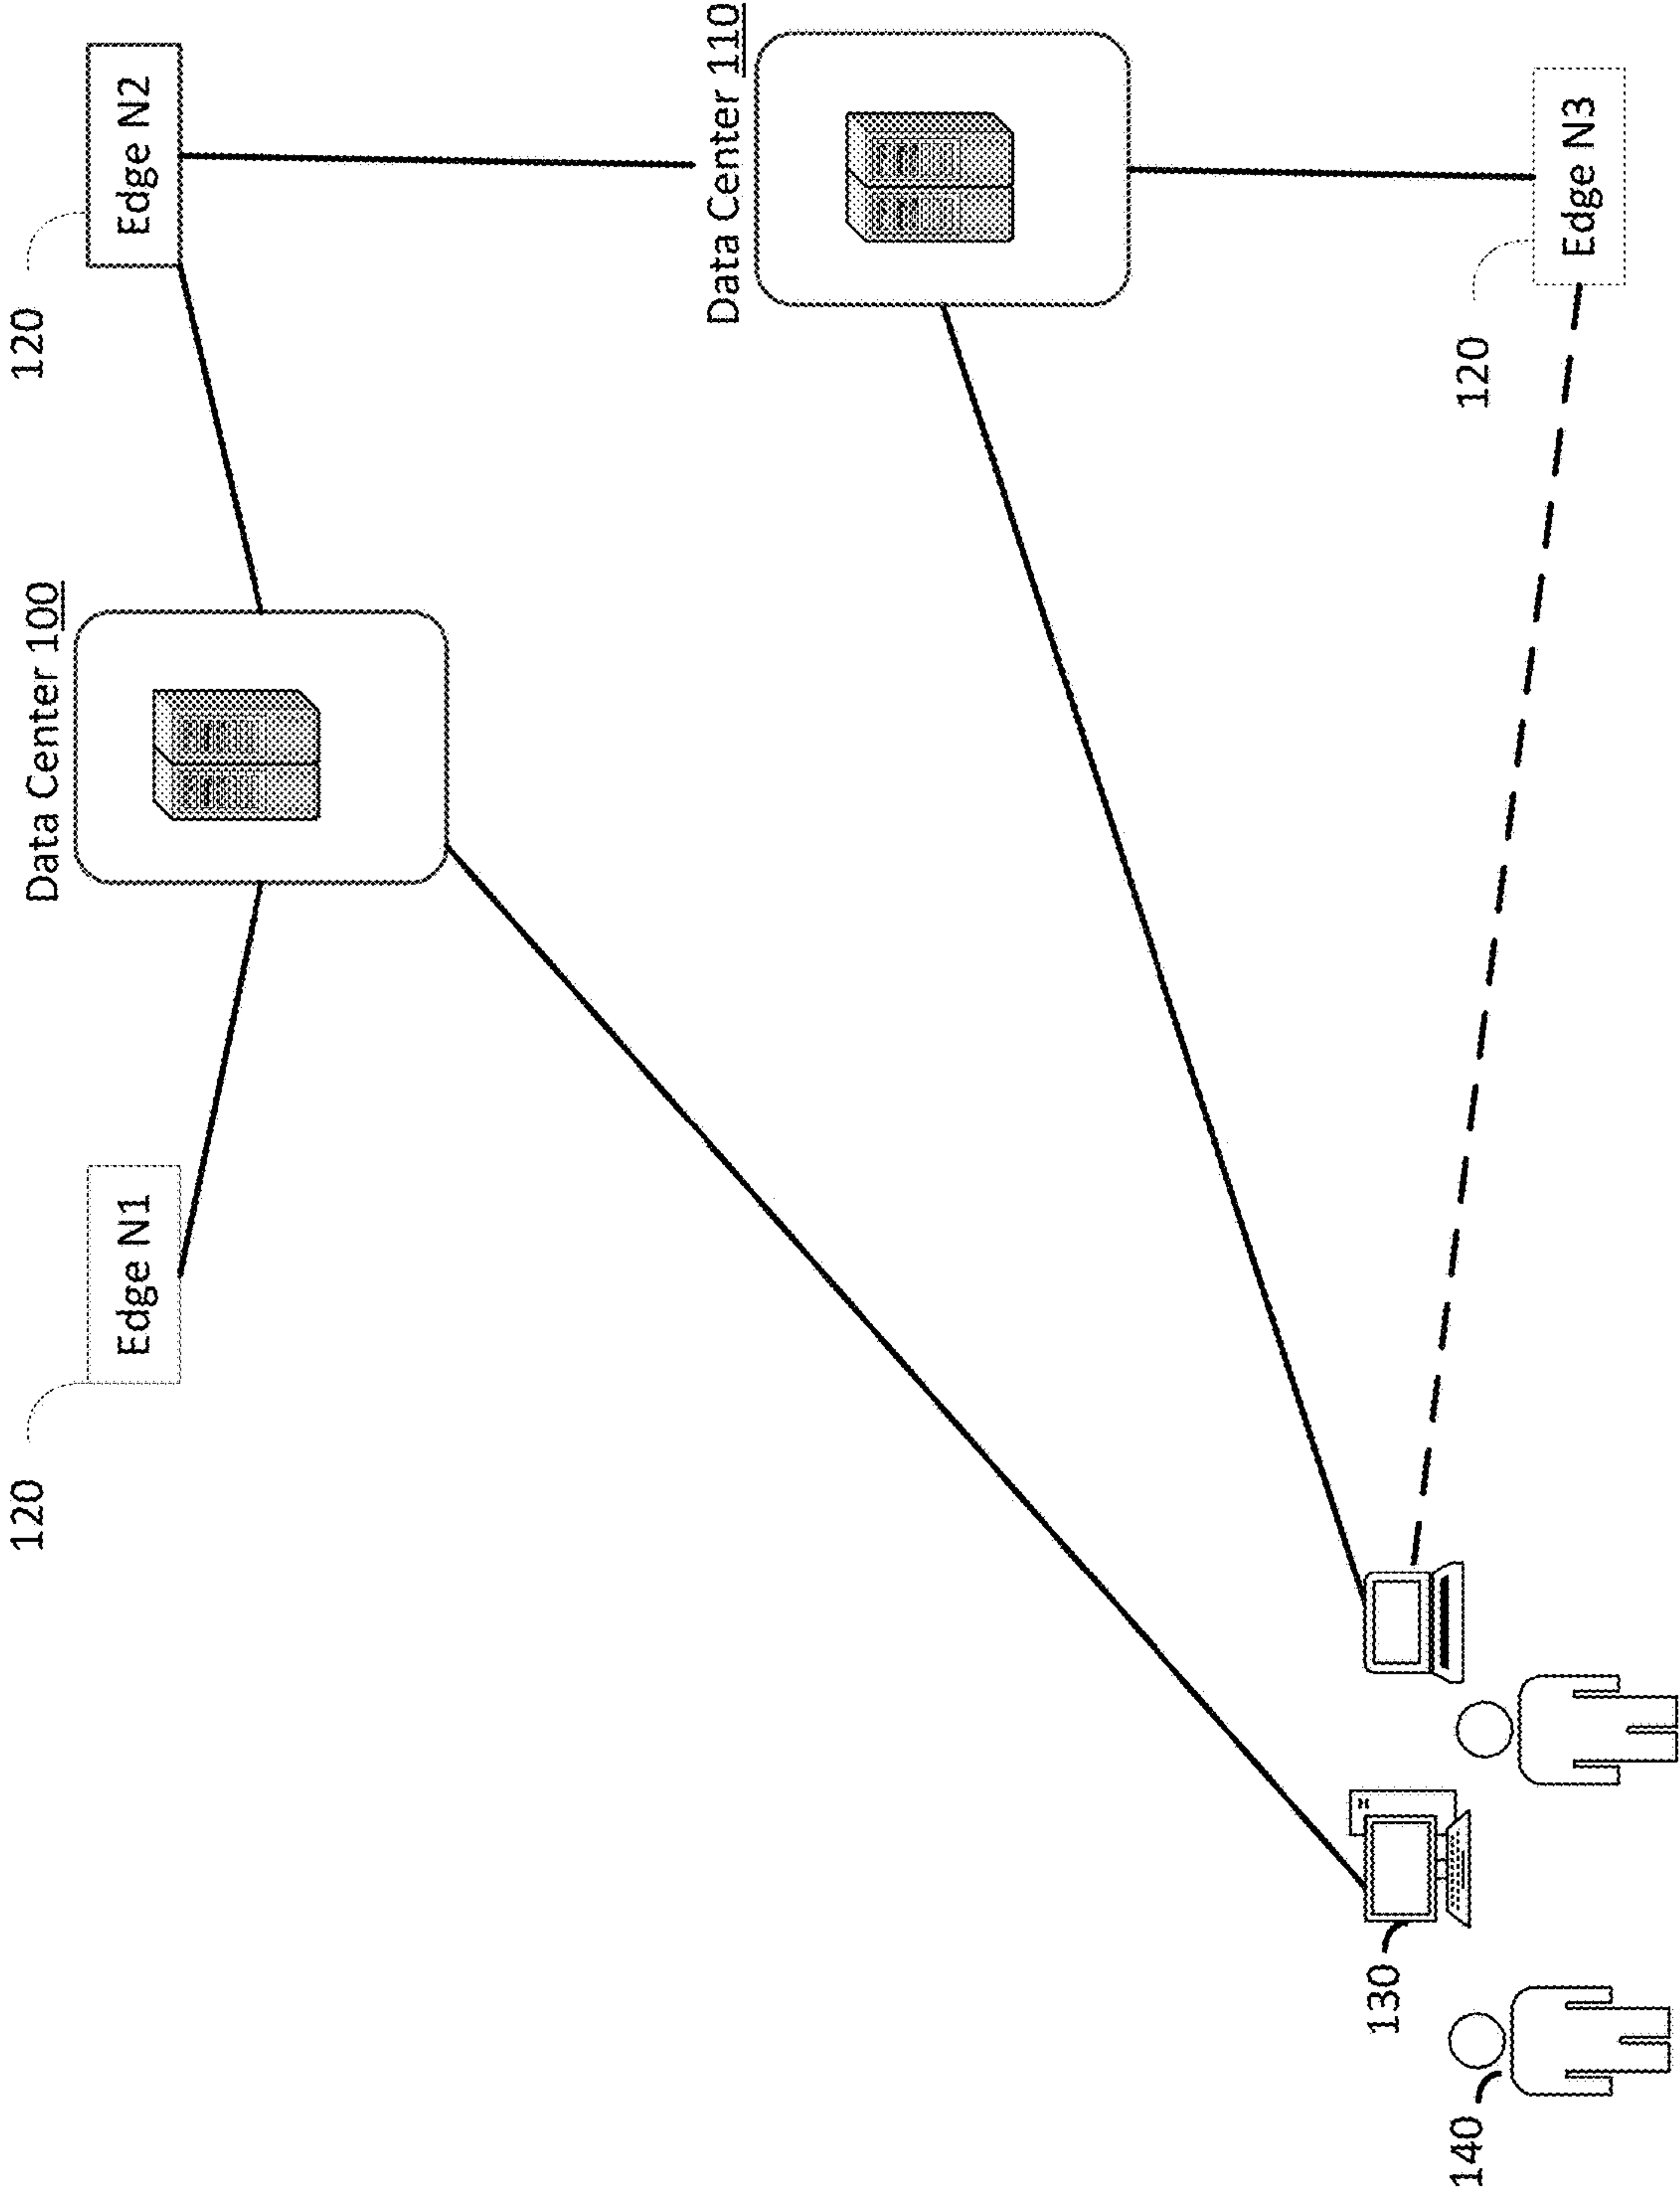 120
Edge N1
Data Center 100
120
Edge N2
Data Center 110
130
140
120
Edge N3